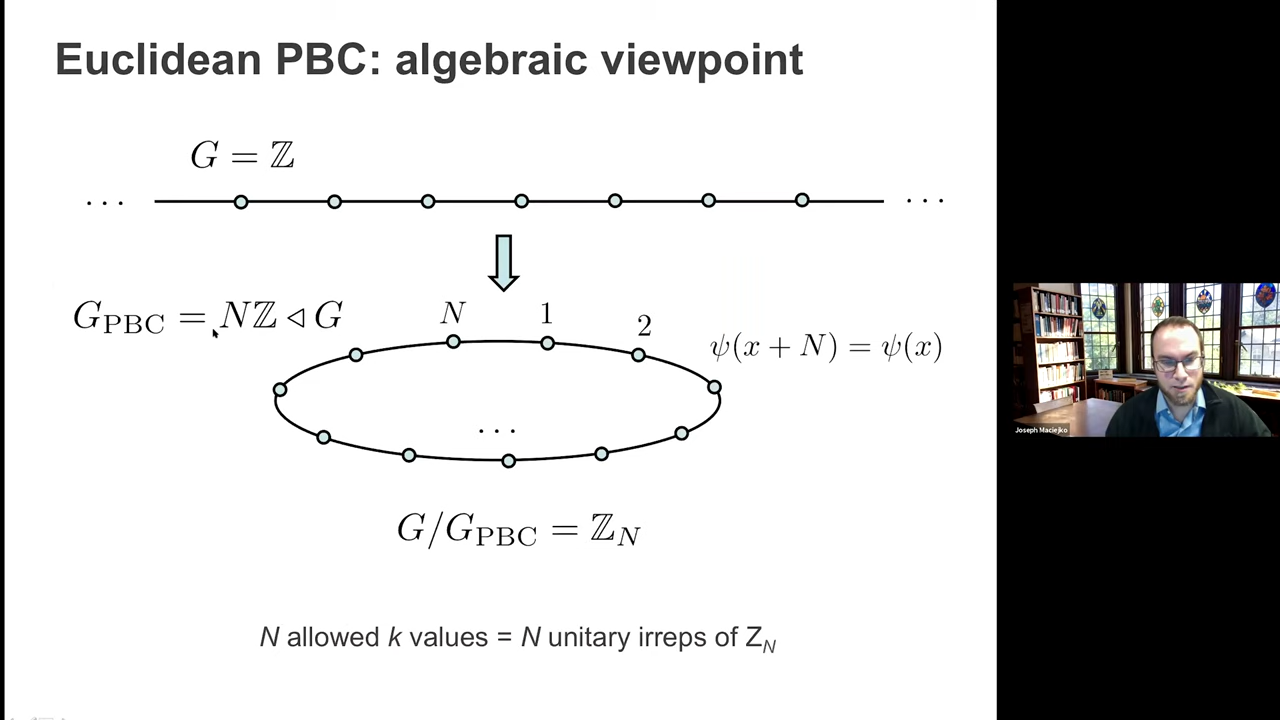 Euclidean PBC: algebraic viewpoint
G = ℤ
... ...
G_PBC = Nℤ ◁ G
N 1 2
ψ(x + N) = ψ(x)
...
G/G_PBC = ℤ_N
N allowed k values = N unitary irreps of Z_N
Joseph Maciejko